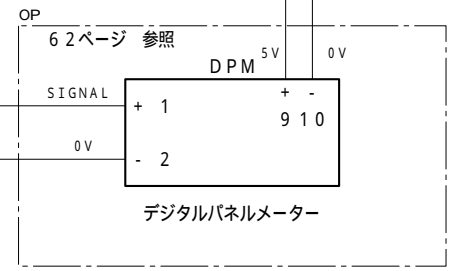 OP
62ページ 参照
DPM 5V 0V
SIGNAL + 1 + -
9 10
0V - 2
デジタルパネルメーター